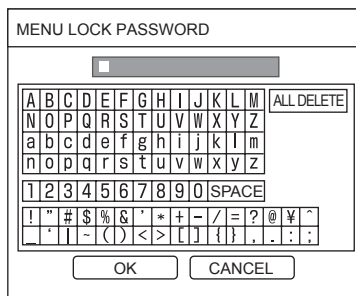 MENU LOCK PASSWORD
A B C D E F G H I J K L M ALL DELETE
N O P Q R S T U V W X Y Z
a b c d e f g h i j k l m
n o p q r s t u v w x y z
1 2 3 4 5 6 7 8 9 0 SPACE
! " # $ % & ' * + - / = ? @ ¥ ^
_ ‘ | ~ ( ) < > [ ] { } , . : ;
OK CANCEL